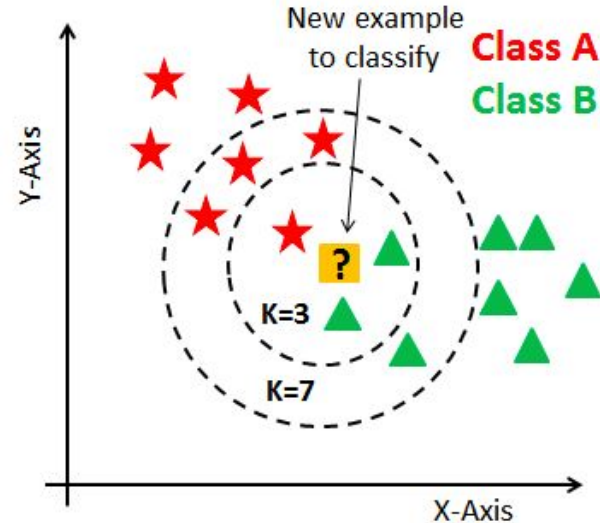 New example
to classify
Class A
Class B
Y-Axis
?
K=3
K=7
X-Axis